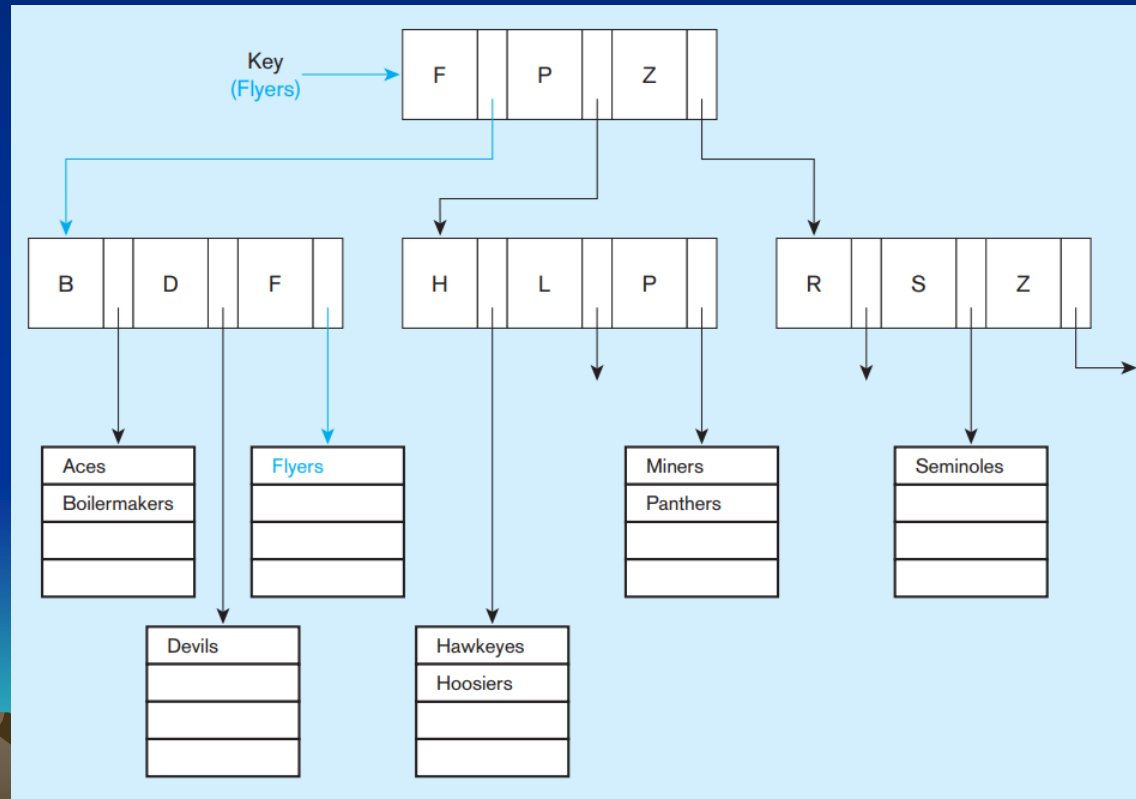 Key
(Flyers)
F P Z
B D F
H L P
R S Z
Aces
Boilermakers
Flyers
Miners
Panthers
Seminoles
Devils
Hawkeyes
Hoosiers